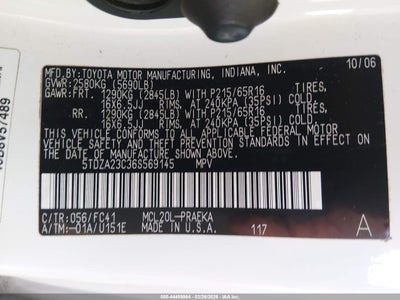 MFD.BY:TOYOTA MOTOR MANUFACTURING, INDIANA, INC. 10/06
GVWR:2580KG (5690LB)
GAWR:FRT. 1290KG (2845LB) WITH P215/65R16 TIRES,
16X6.5JJ RIMS, AT 240KPA (35PSI) COLD.
RR. 1290KG (2845LB) WITH P215/65R16 TIRES,
16X6.5JJ RIMS, AT 240KPA (35PSI) COLD.
THIS VEHICLE CONFORMS TO ALL APPLICABLE FEDERAL MOTOR
VEHICLE SAFETY STANDARDS IN EFFECT ON THE DATE OF
MANUFACTURE SHOWN ABOVE.
5TDZA23C36S569145 MPV
C/TR:056/FC41 MCL20L-PRAEKA
A/TM:-01A/U151E MADE IN U.S.A. 117 A